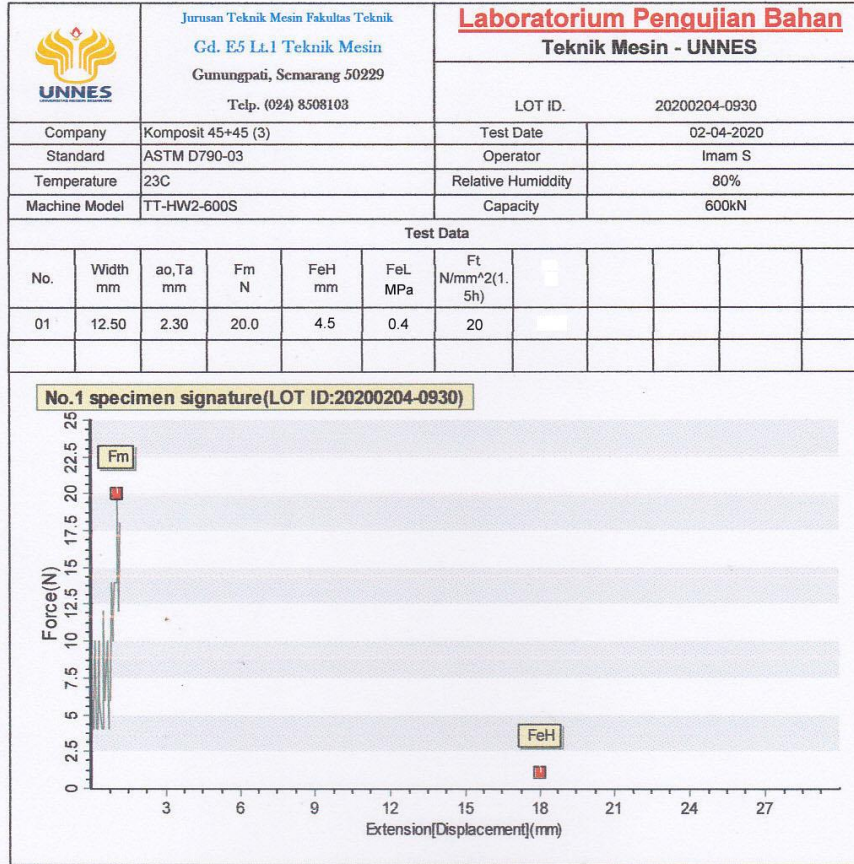 UNNES
Jurusan Teknik Mesin Fakultas Teknik
Gd. E5 Lt.1 Teknik Mesin
Gunungpati, Semarang 50229
Telp. (024) 8508103
Laboratorium Pengujian Bahan
Teknik Mesin - UNNES
LOT ID. 20200204-0930
Company Komposit 45+45 (3) Test Date 02-04-2020
Standard ASTM D790-03 Operator Imam S
Temperature 23C Relative Humiddity 80%
Machine Model TT-HW2-600S Capacity 600kN
Test Data
No. Width mm ao,Ta mm Fm N FeH mm FeL MPa Ft N/mm^2(1.5h)
01 12.50 2.30 20.0 4.5 0.4 20
No.1 specimen signature(LOT ID:20200204-0930)
Force(N)
25
22.5
20
17.5
15
12.5
10
7.5
5
2.5
0
Fm
FeH
3 6 9 12 15 18 21 24 27
Extension[Displacement](mm)